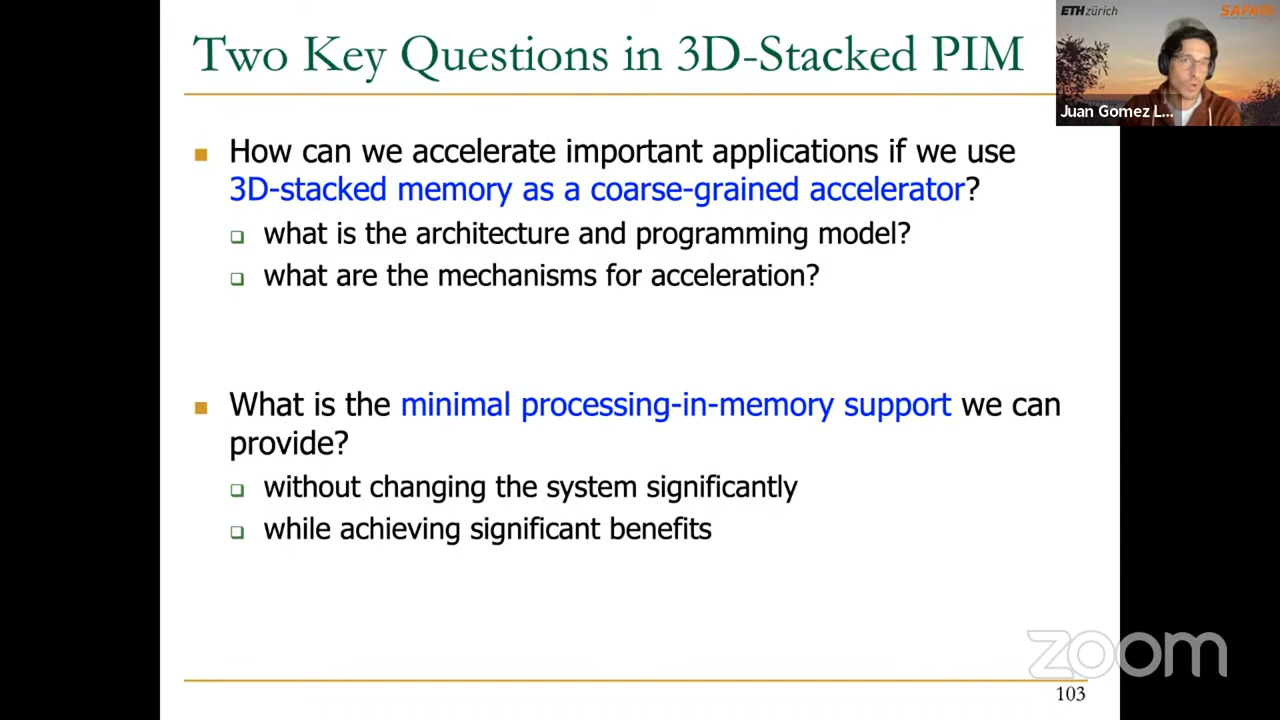 Two Key Questions in 3D-Stacked PIM
ETH zürich
SAFARI
Juan Gomez L...
How can we accelerate important applications if we use
3D-stacked memory as a coarse-grained accelerator?
what is the architecture and programming model?
what are the mechanisms for acceleration?
What is the minimal processing-in-memory support we can
provide?
without changing the system significantly
while achieving significant benefits
zoom
103